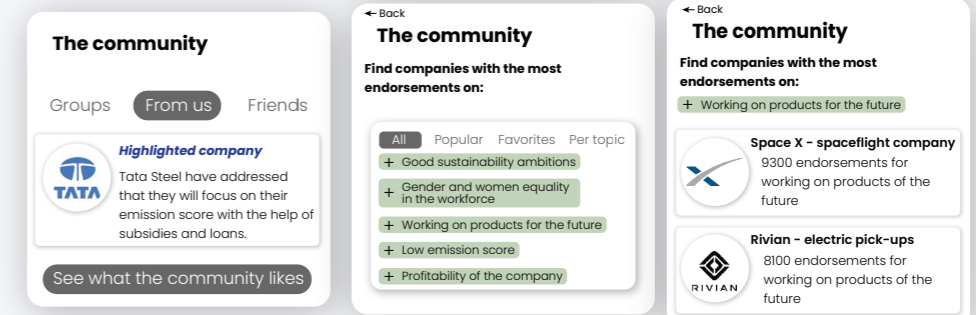 The community
Groups From us Friends
TATA
Highlighted company
Tata Steel have addressed
that they will focus on their
emission score with the help of
subsidies and loans.
See what the community likes
← Back
The community
Find companies with the most
endorsements on:
All Popular Favorites Per topic
+ Good sustainability ambitions
+ Gender and women equality
in the workforce
+ Working on products for the future
+ Low emission score
+ Profitability of the company
← Back
The community
Find companies with the most
endorsements on:
+ Working on products for the future
Space X - spaceflight company
9300 endorsements for
working on products of the
future
RIVIAN
Rivian - electric pick-ups
8100 endorsements for
working on products of the
future